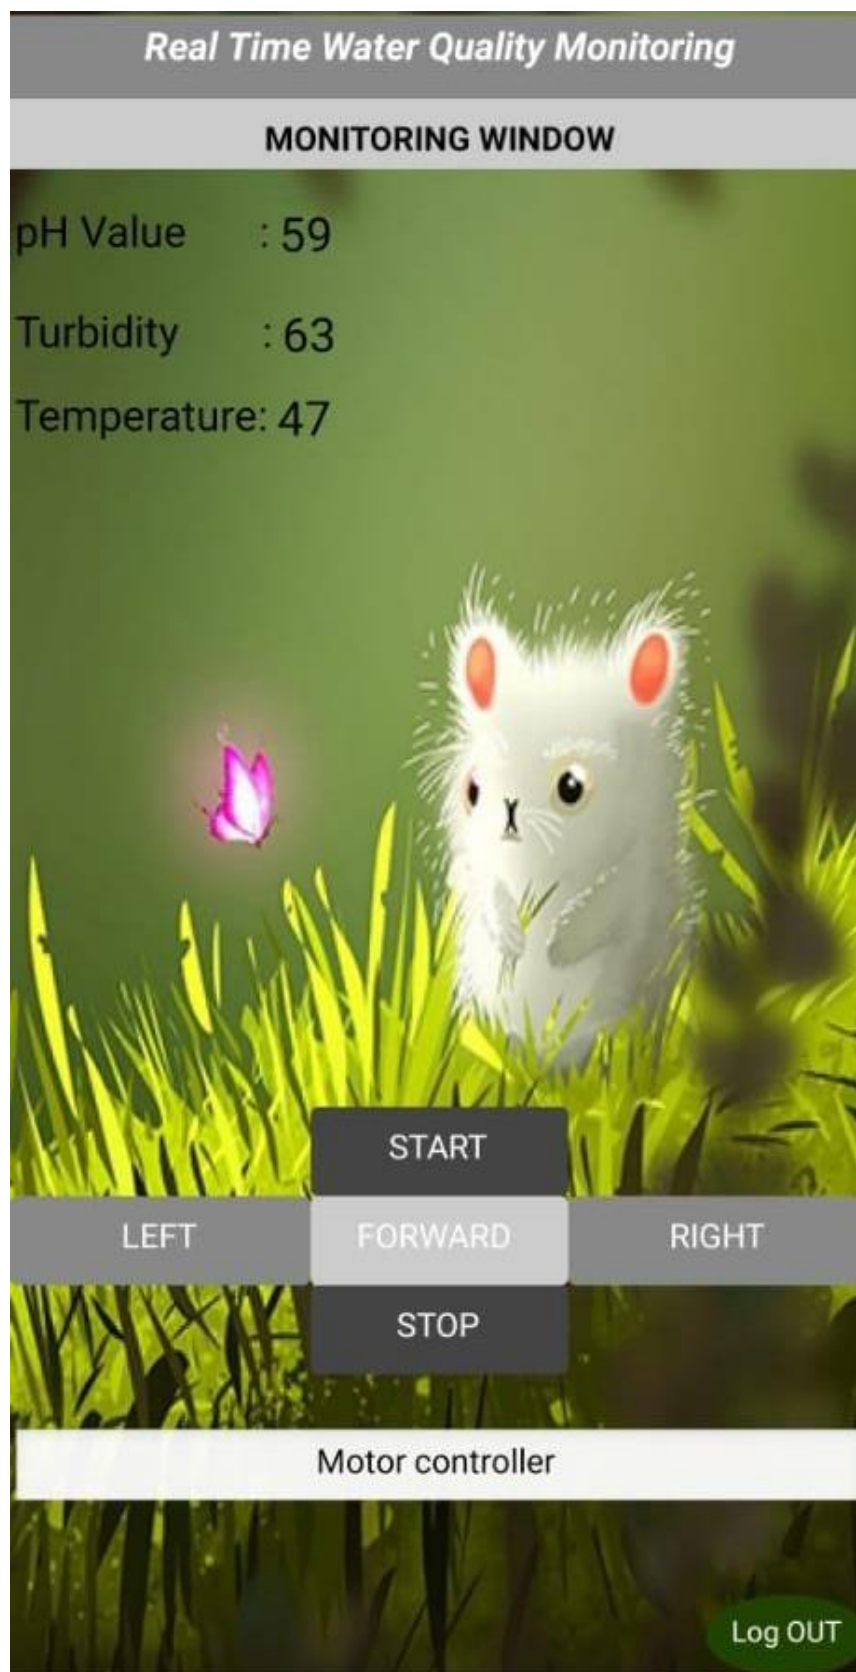 Real Time Water Quality Monitoring
MONITORING WINDOW
pH Value : 59
Turbidity : 63
Temperature: 47
START
LEFT FORWARD RIGHT
STOP
Motor controller
Log OUT